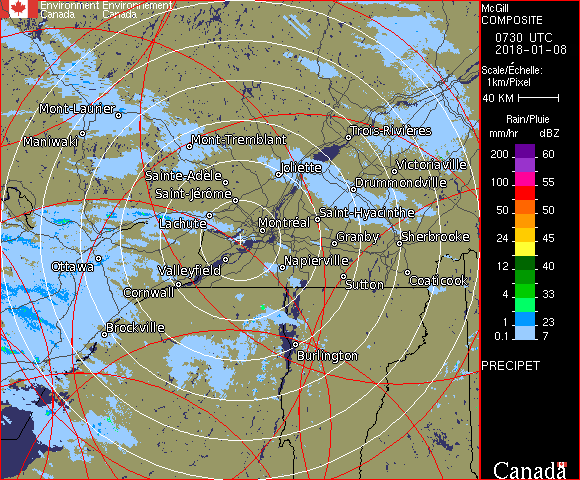 Environment Environnement
Canada Canada
Mont-Laurier
Maniwaki
Mont-Tremblant
Trois-Rivières
Sainte-Adèle
Joliette
Victoriaville
Saint-Jérôme
Drummondville
Lachute
Saint-Hyacinthe
Montréal
Granby
Sherbrooke
Ottawa
Valleyfield
Napierville
Cornwall
Sutton
Coaticook
Brockville
Burlington
McGill
COMPOSITE
0730 UTC
2018-01-08
Scale/Échelle:
1km/Pixel
40 KM
Rain/Pluie
mm/hr dBZ
200 60
100 55
50 50
24 45
12 40
4 33
1 23
0.1 7
PRECIPET
Canada